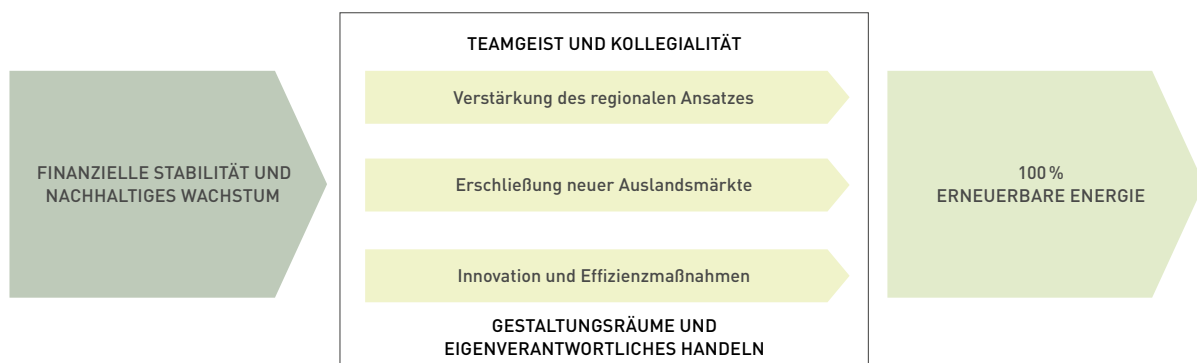 FINANZIELLE STABILITÄT UND
NACHHALTIGES WACHSTUM
TEAMGEIST UND KOLLEGIALITÄT
Verstärkung des regionalen Ansatzes
Erschließung neuer Auslandsmärkte
Innovation und Effizienzmaßnahmen
GESTALTUNGSRÄUME UND
EIGENVERANTWORTLICHES HANDELN
100 %
ERNEUERBARE ENERGIE